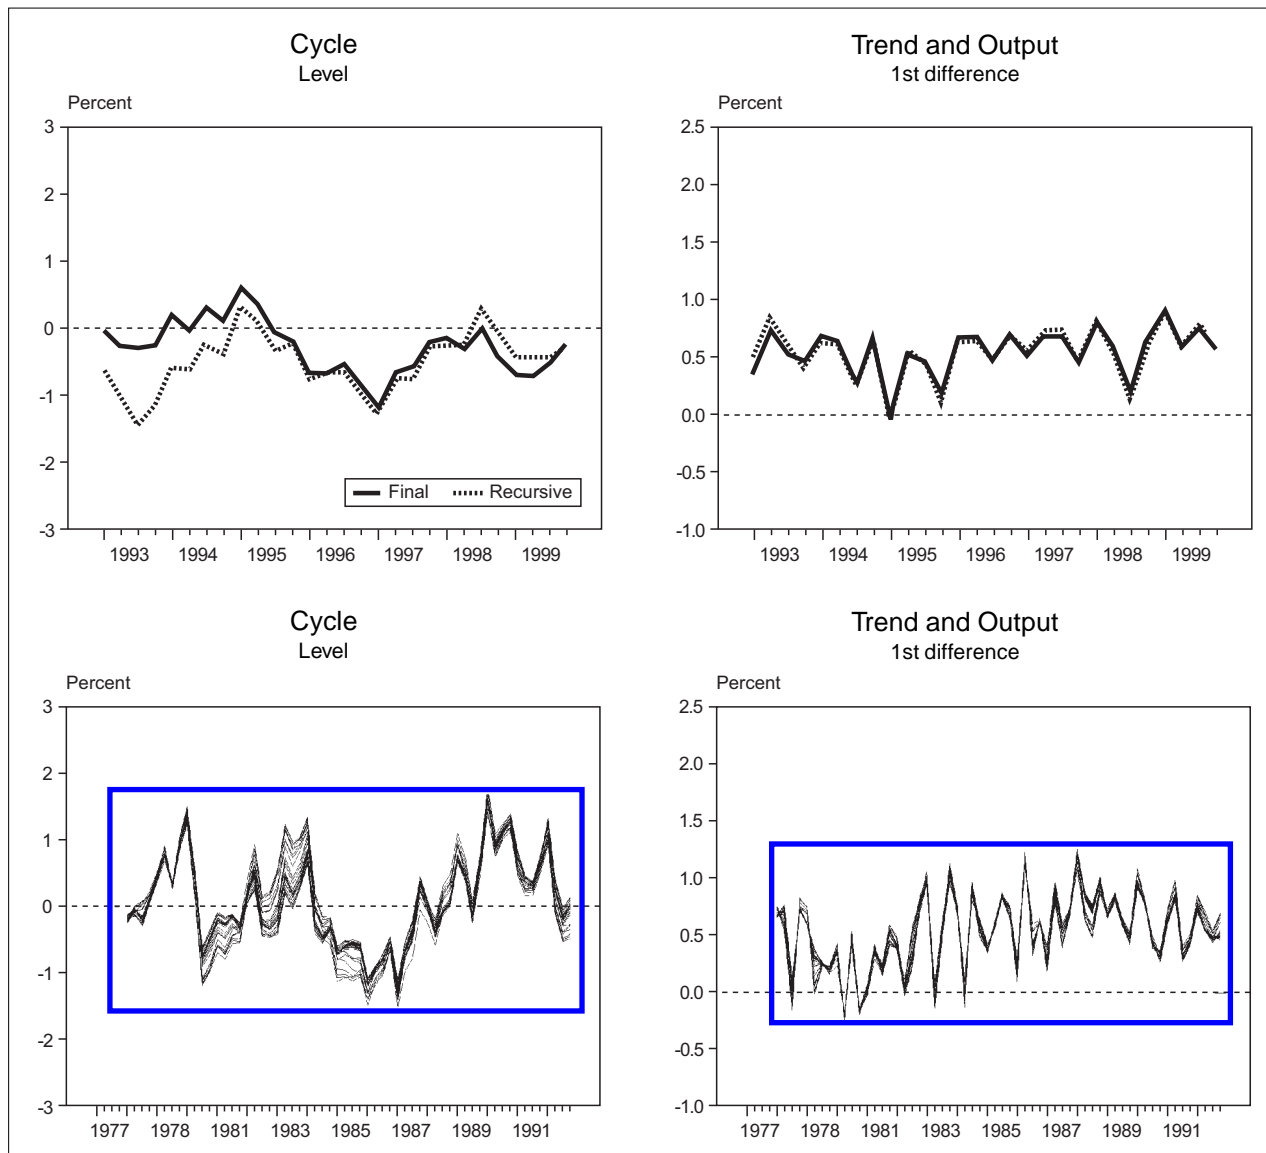 Cycle
Level
Percent
3
2
1
0
-1
-2
-3
Final Recursive
1993 1994 1995 1996 1997 1998 1999
Trend and Output
1st difference
Percent
2.5
2.0
1.5
1.0
0.5
0.0
-0.5
-1.0
1993 1994 1995 1996 1997 1998 1999
Cycle
Level
Percent
3
2
1
0
-1
-2
-3
1977 1978 1981 1983 1985 1987 1989 1991
Trend and Output
1st difference
Percent
2.5
2.0
1.5
1.0
0.5
0.0
-0.5
-1.0
1977 1978 1981 1983 1985 1987 1989 1991